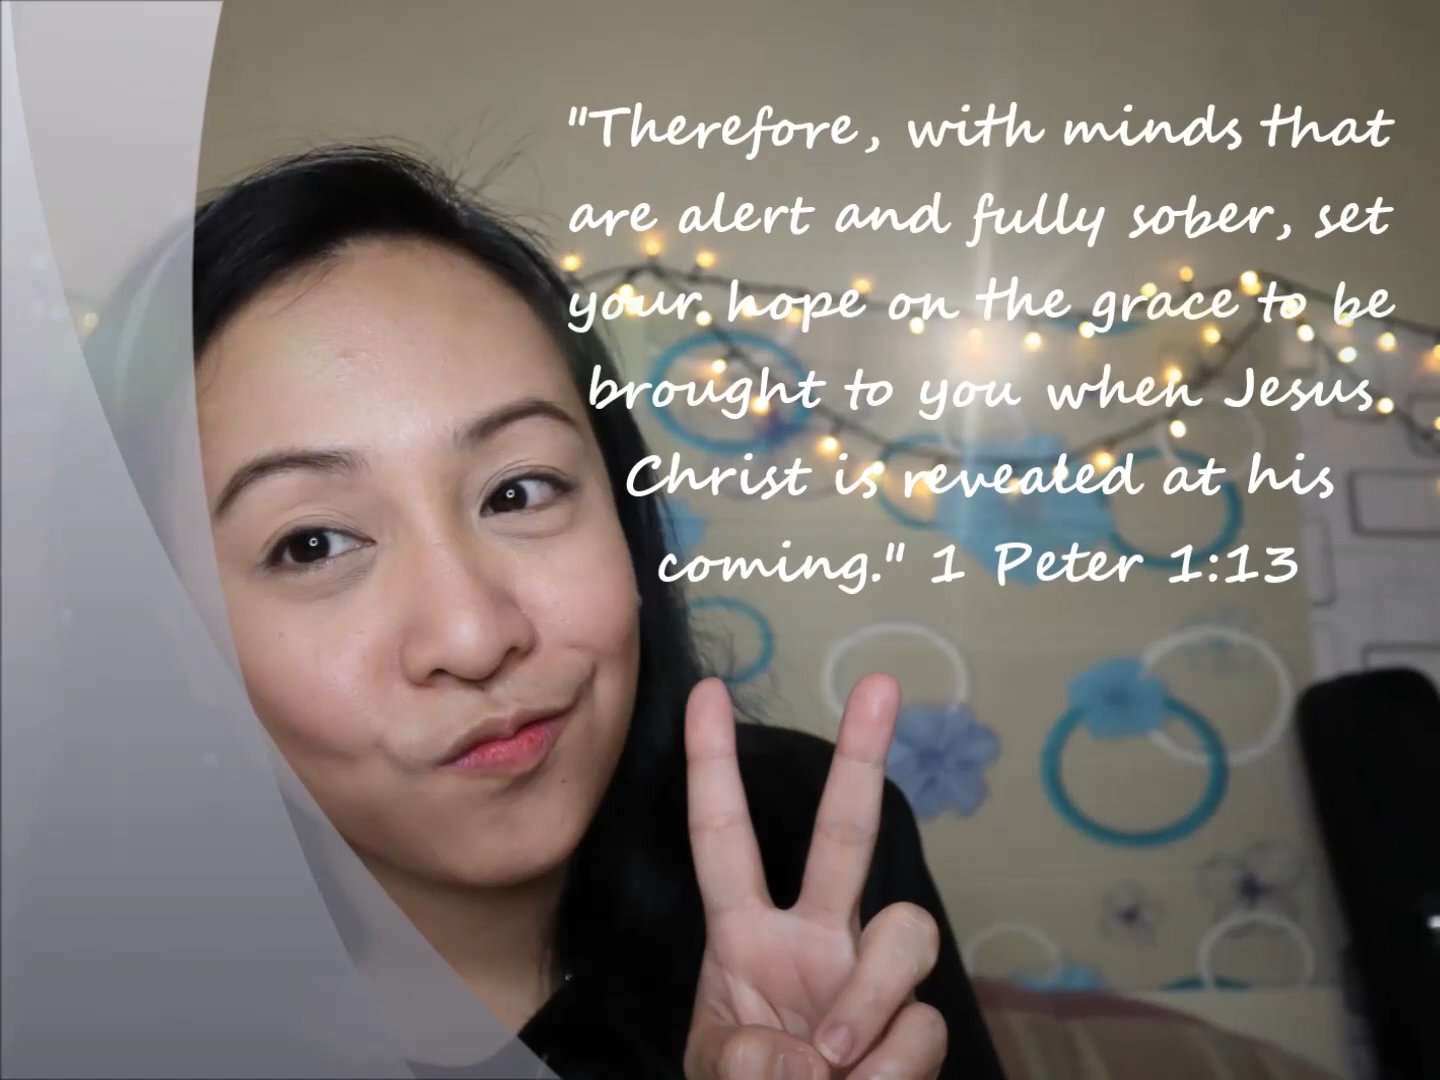 "Therefore, with minds that
are alert and fully sober, set
your hope on the grace to be
brought to you when Jesus
Christ is revealed at his
coming." 1 Peter 1:13